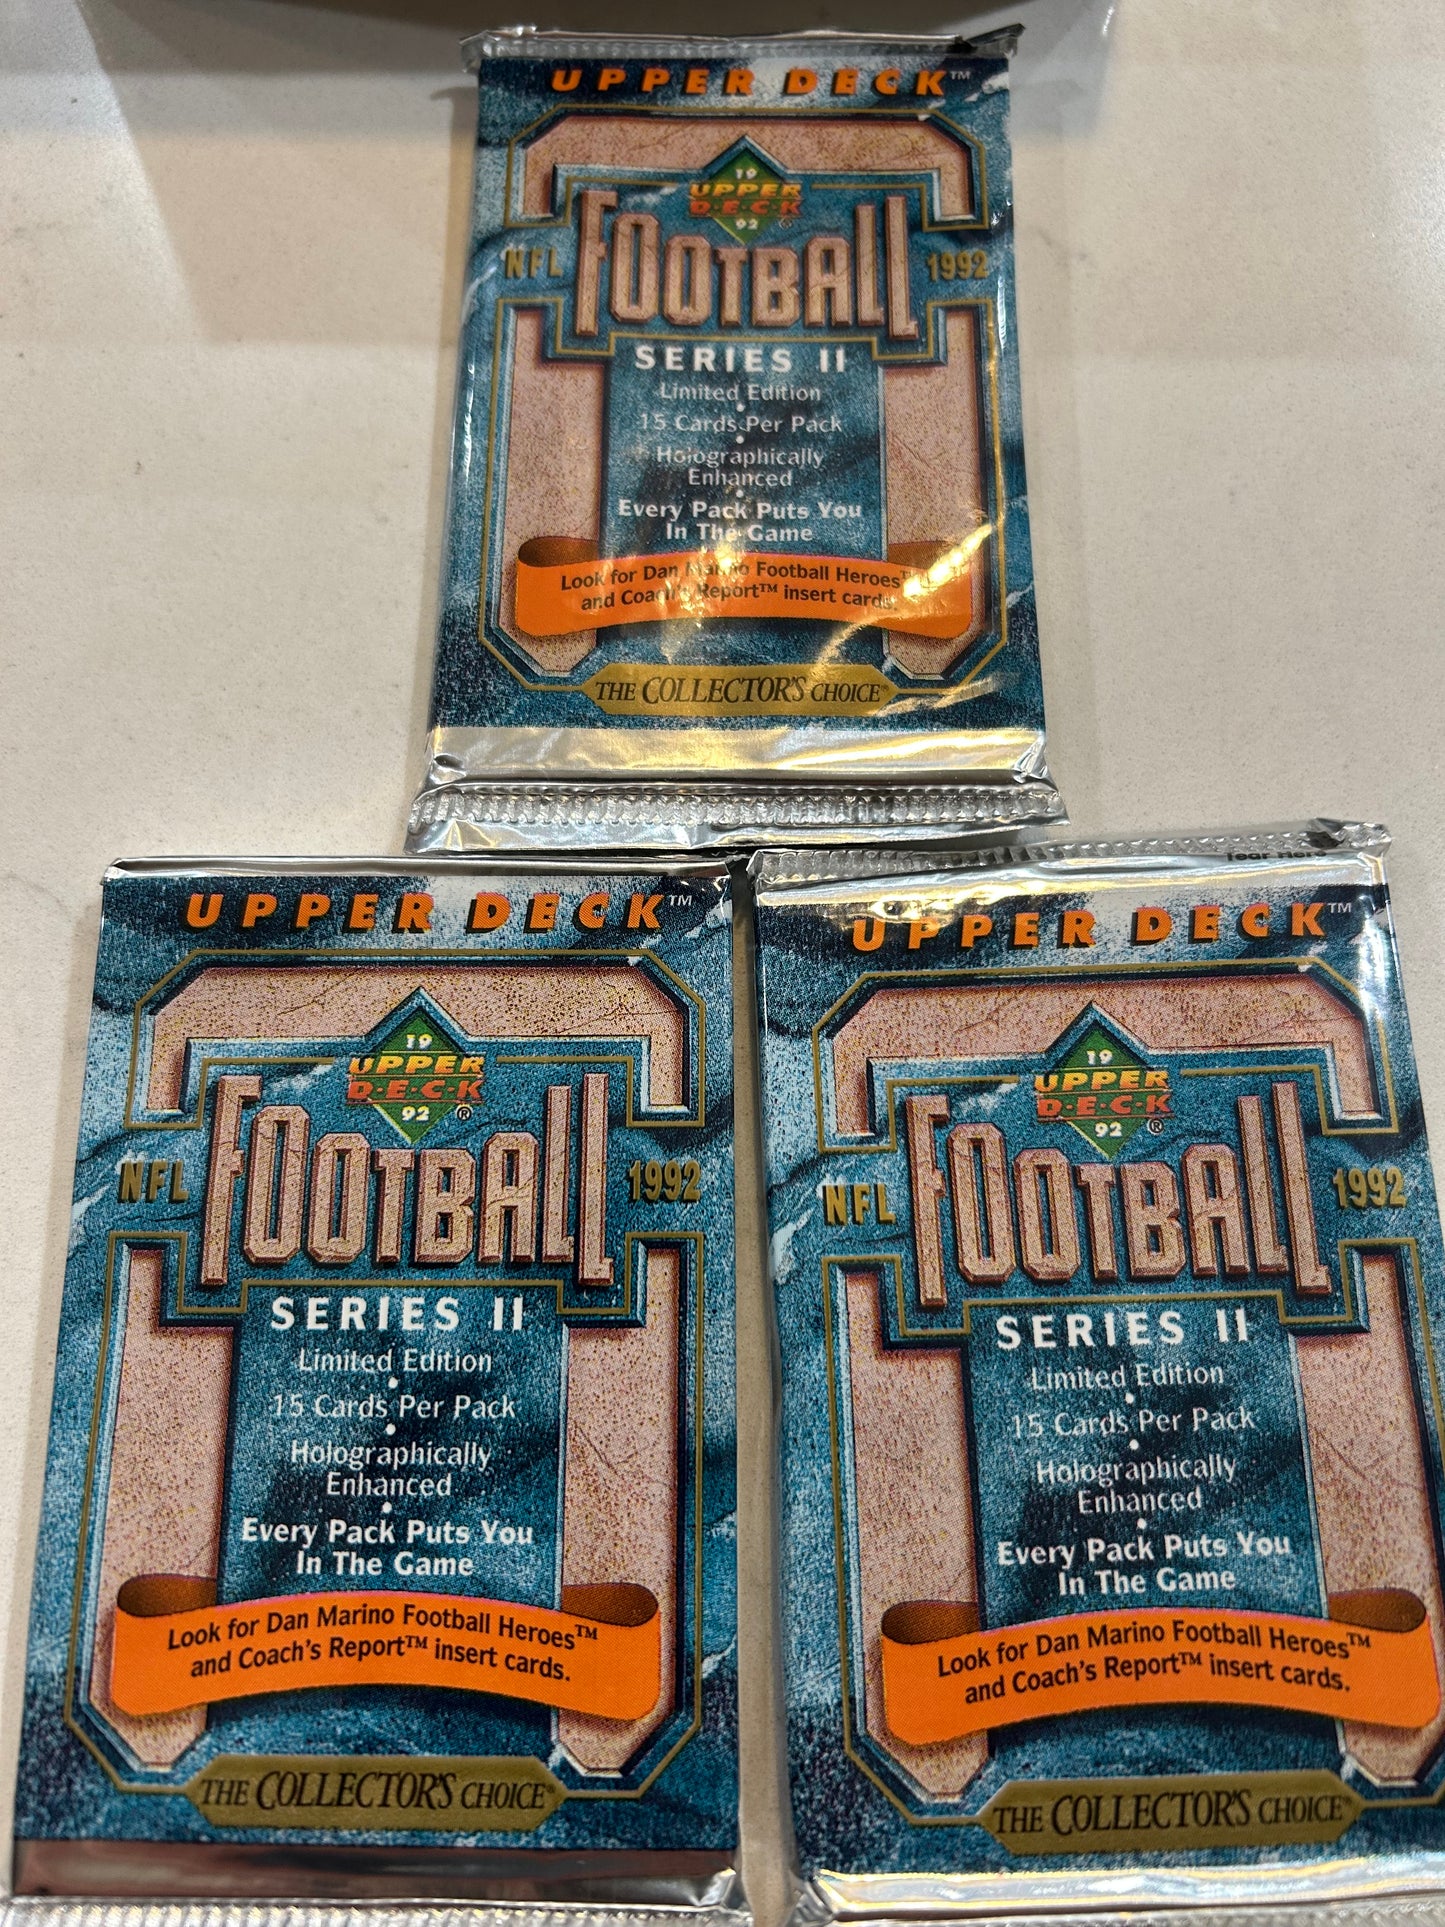 UPPER DECK™
19
UPPER
D·E·C·K
92 ®
NFL FOOTBALL 1992
SERIES II
Limited Edition
•
15 Cards Per Pack
•
Holographically
Enhanced
•
Every Pack Puts You
In The Game
Look for Dan Marino Football Heroes™
and Coach's Report™ insert cards.
THE COLLECTOR'S CHOICE®
UPPER DECK™
19
UPPER
D·E·C·K
92 ®
NFL FOOTBALL 1992
SERIES II
Limited Edition
•
15 Cards Per Pack
•
Holographically
Enhanced
•
Every Pack Puts You
In The Game
Look for Dan Marino Football Heroes™
and Coach's Report™ insert cards.
THE COLLECTOR'S CHOICE®
Tear Here
UPPER DECK™
19
UPPER
D·E·C·K
92 ®
NFL FOOTBALL 1992
SERIES II
Limited Edition
•
15 Cards Per Pack
•
Holographically
Enhanced
•
Every Pack Puts You
In The Game
Look for Dan Marino Football Heroes™
and Coach's Report™ insert cards.
THE COLLECTOR'S CHOICE®